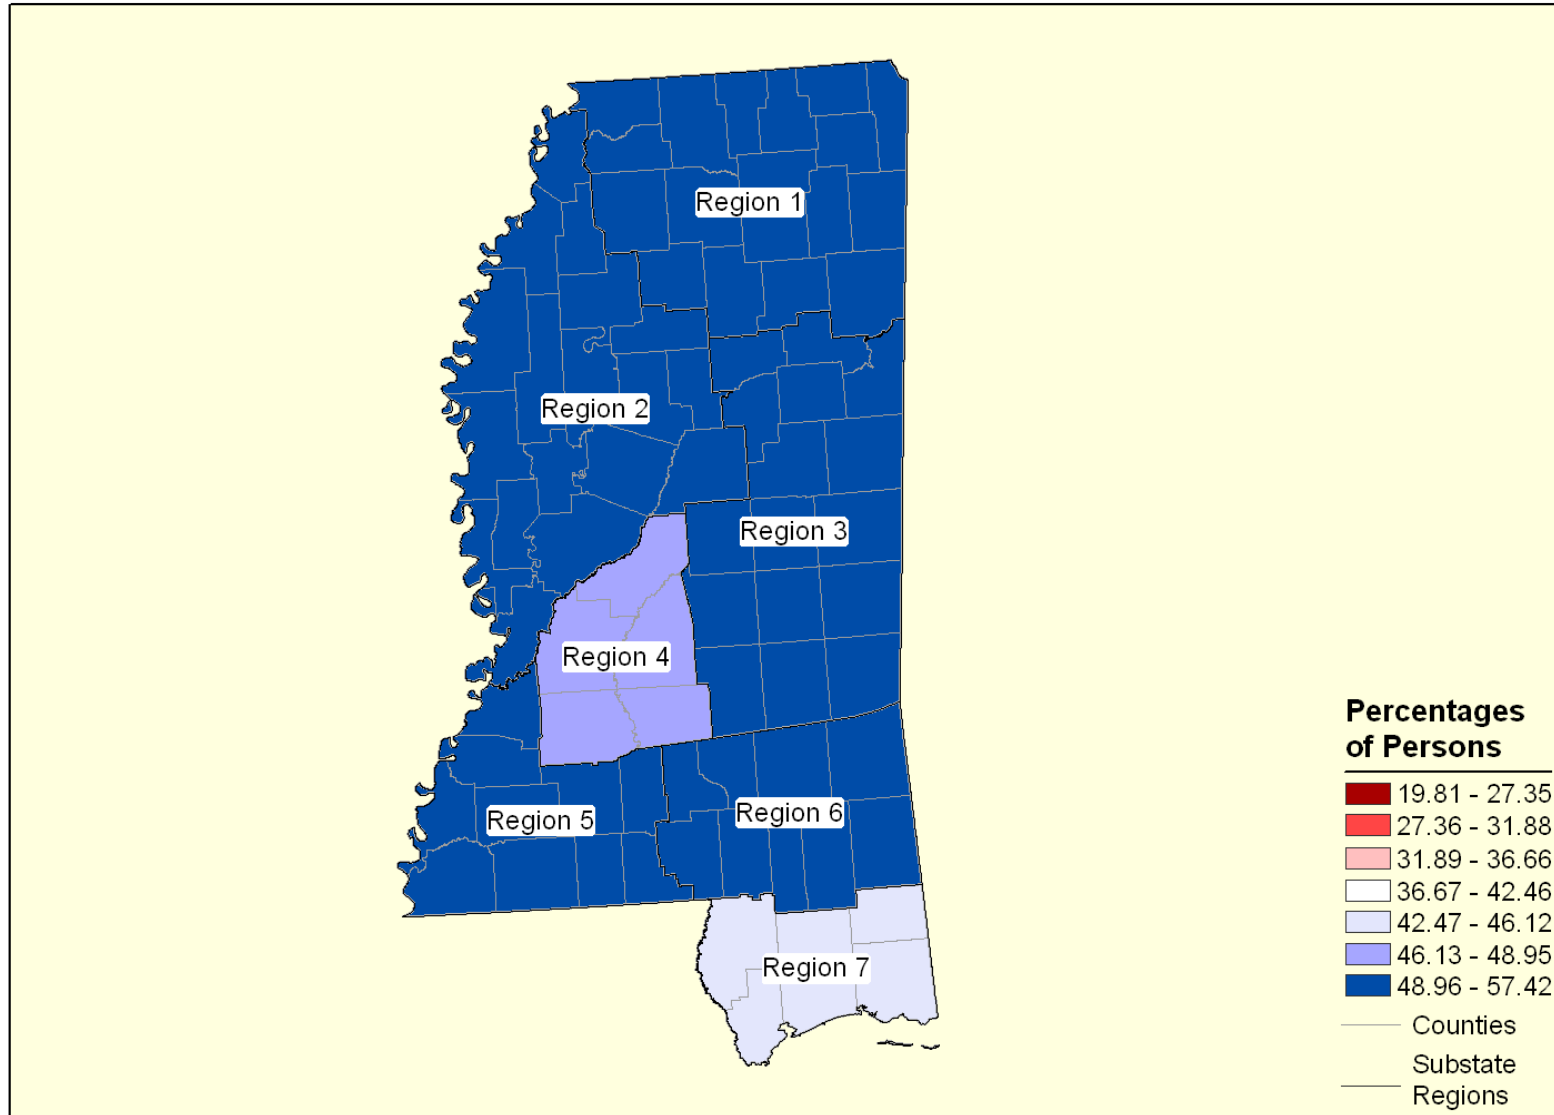 Region 1
Region 2
Region 3
Region 4
Region 5
Region 6
Region 7
Percentages
of Persons
19.81 - 27.35
27.36 - 31.88
31.89 - 36.66
36.67 - 42.46
42.47 - 46.12
46.13 - 48.95
48.96 - 57.42
Counties
Substate
Regions